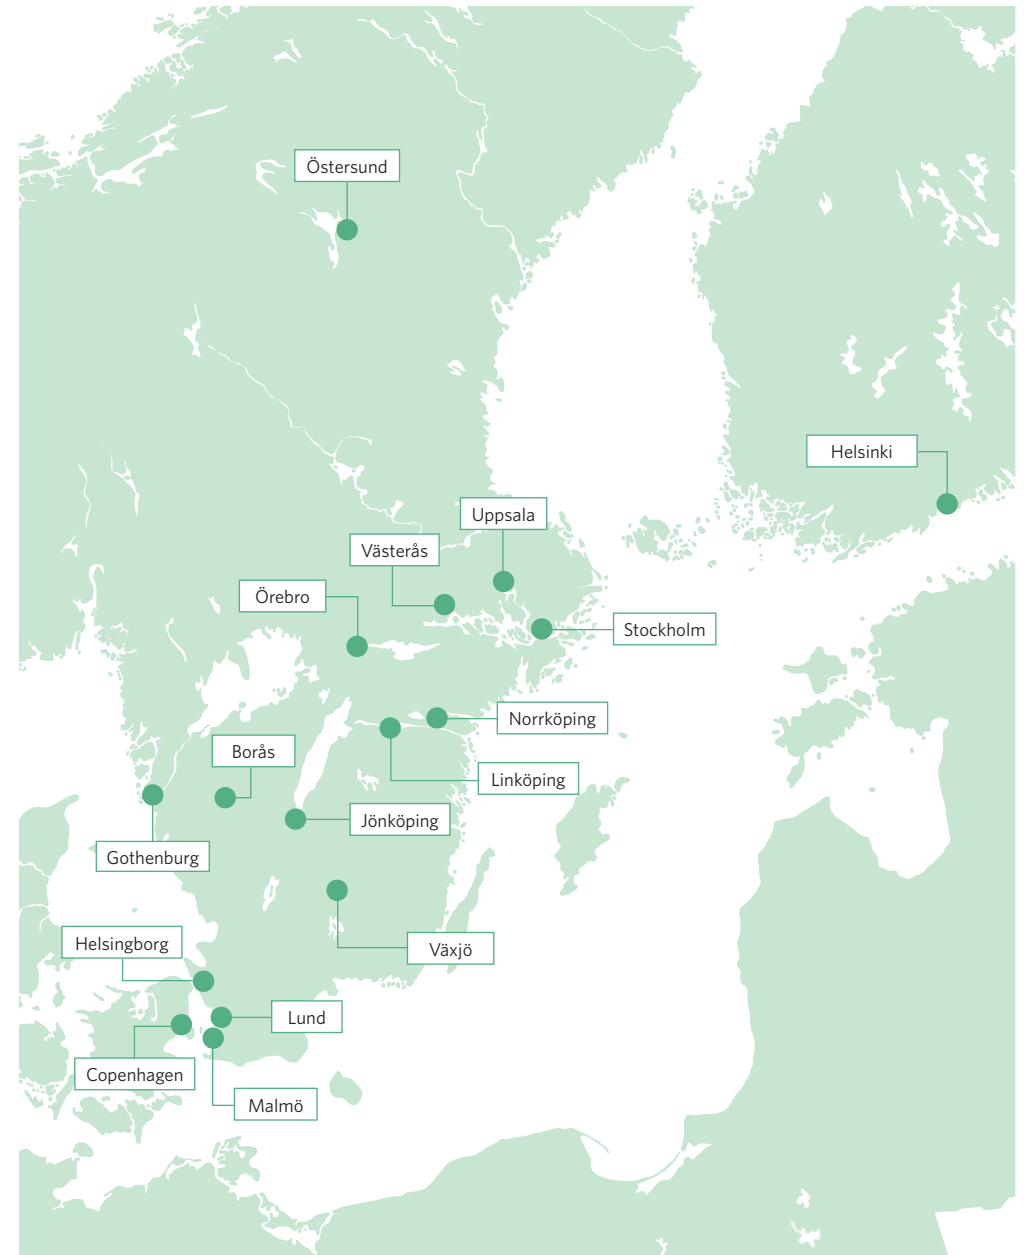 Östersund
Helsinki
Uppsala
Västerås
Örebro
Stockholm
Norrköping
Borås
Linköping
Jönköping
Gothenburg
Helsingborg
Växjö
Lund
Copenhagen
Malmö